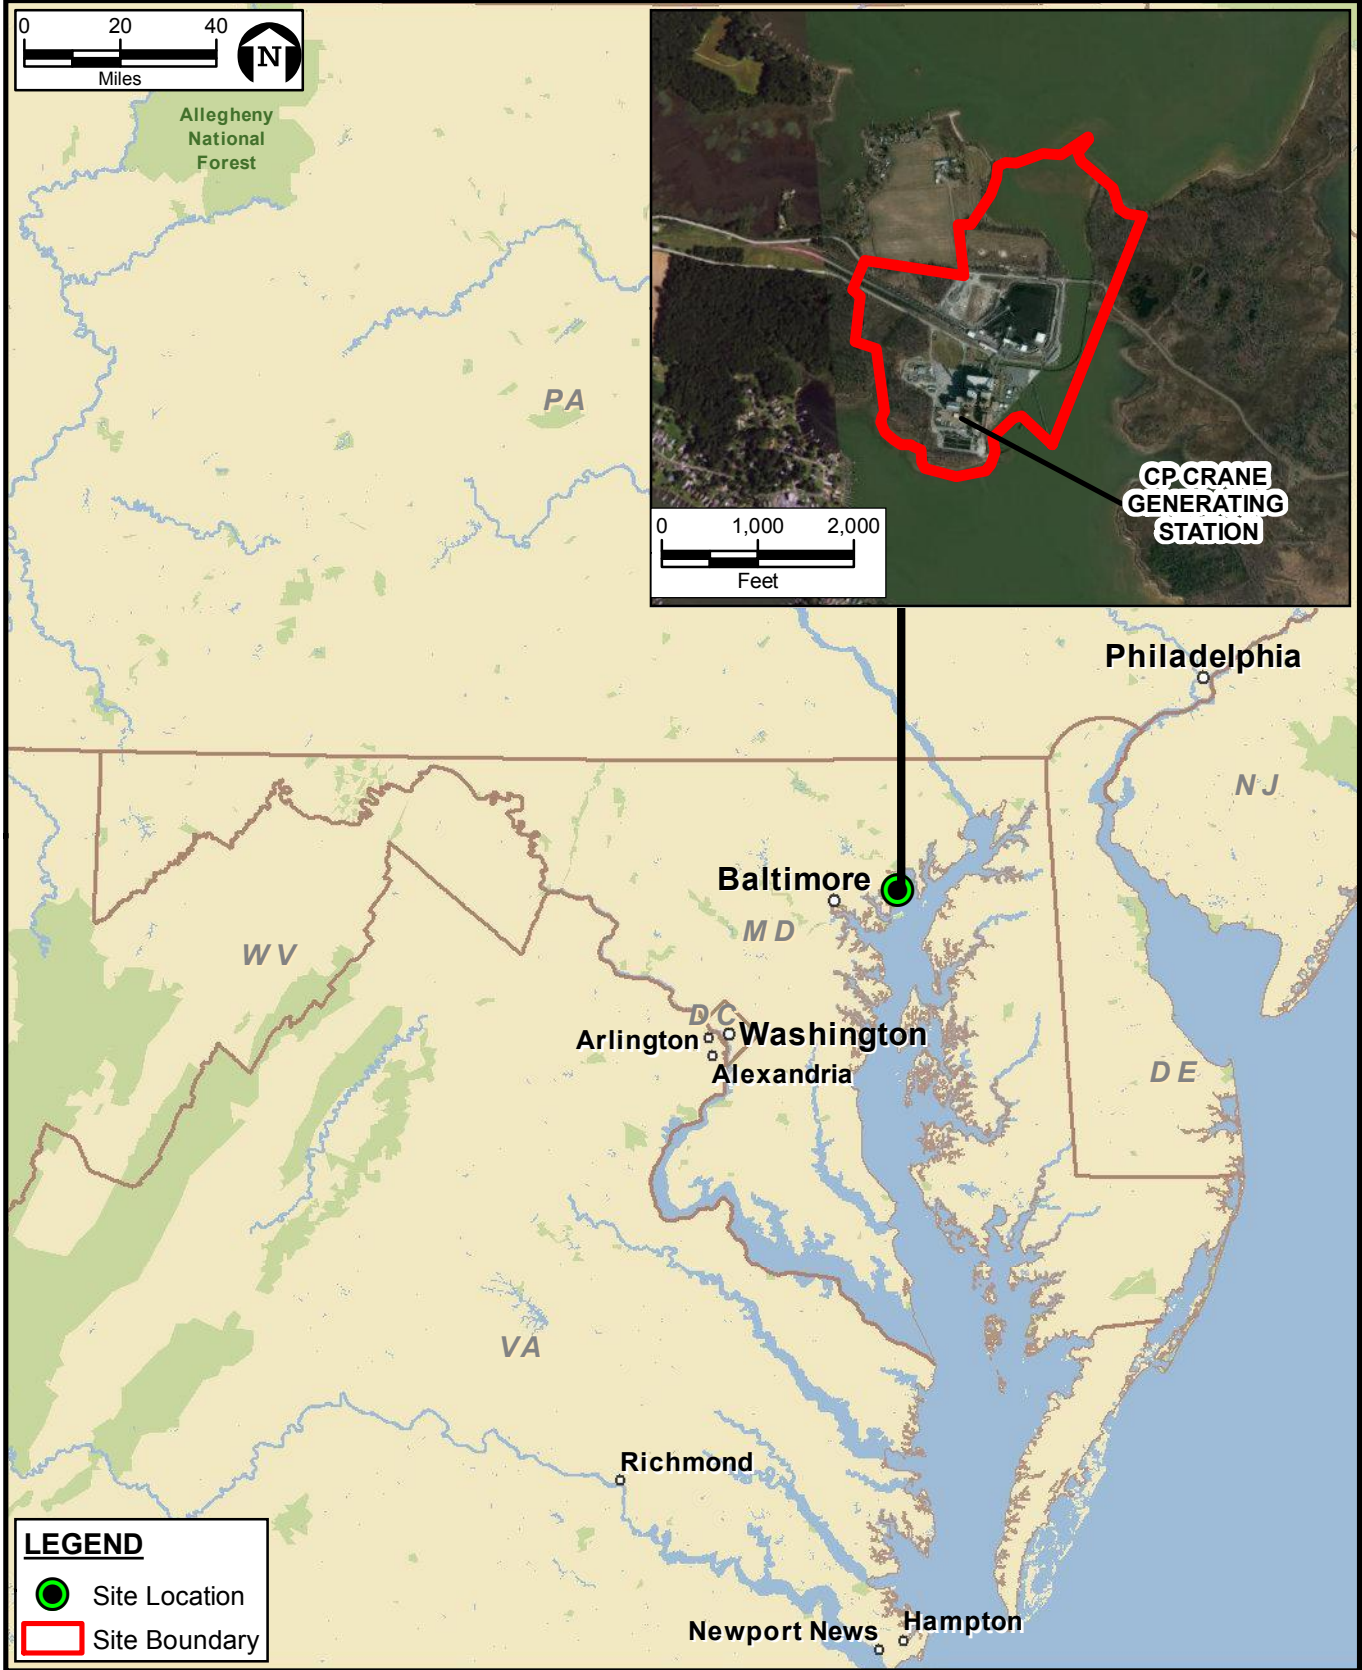 0 20 40
Miles
N
Allegheny
National
Forest
PA
CP CRANE
GENERATING
STATION
0 1,000 2,000
Feet
Philadelphia
NJ
Baltimore
MD
WV
DC
Arlington
Washington
Alexandria
DE
VA
Richmond
LEGEND
Site Location
Site Boundary
Newport News
Hampton